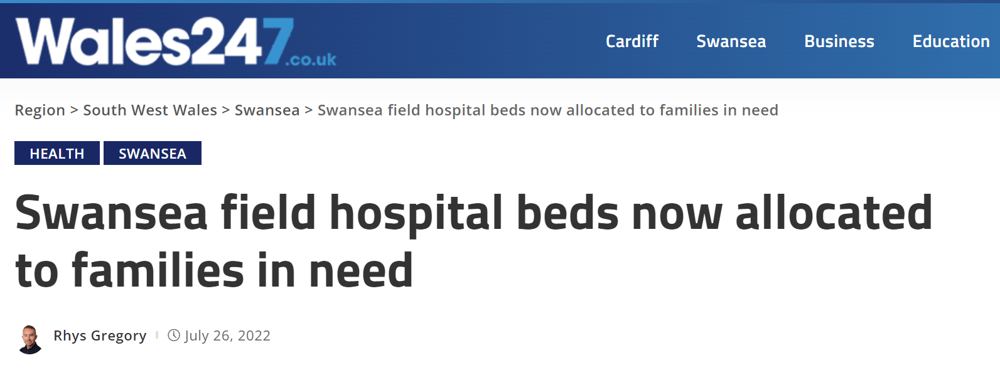 Wales247.co.uk
Cardiff Swansea Business Education
Region > South West Wales > Swansea > Swansea field hospital beds now allocated to families in need
HEALTH SWANSEA
Swansea field hospital beds now allocated
to families in need
Rhys Gregory July 26, 2022